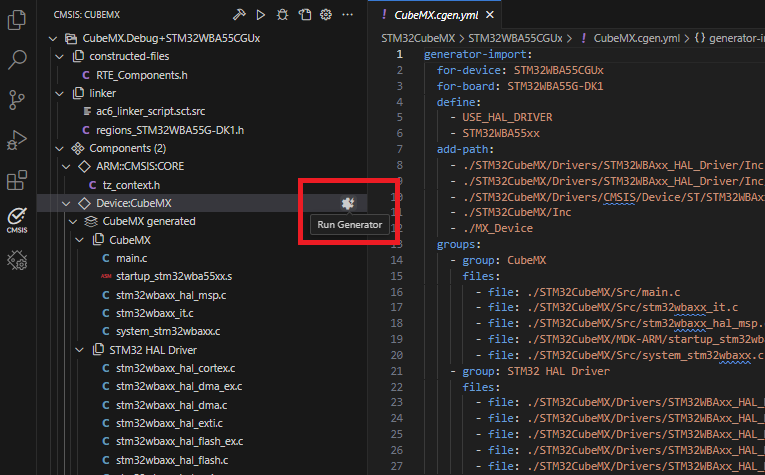 CMSIS: CUBEMX
CubeMX.Debug+STM32WBA55CGUx
constructed-files
C RTE_Components.h
linker
ac6_linker_script.sct.src
C regions_STM32WBA55G-DK1.h
Components (2)
ARM::CMSIS:CORE
C tz_context.h
Device:CubeMX
Run Generator
CubeMX generated
CubeMX
C main.c
ASM startup_stm32wba55xx.s
C stm32wbaxx_hal_msp.c
C stm32wbaxx_it.c
C system_stm32wbaxx.c
STM32 HAL Driver
C stm32wbaxx_hal_cortex.c
C stm32wbaxx_hal_dma_ex.c
C stm32wbaxx_hal_dma.c
C stm32wbaxx_hal_exti.c
C stm32wbaxx_hal_flash_ex.c
C stm32wbaxx_hal_flash.c
CMSIS
! CubeMX.cgen.yml
STM32CubeMX > STM32WBA55CGUx > ! CubeMX.cgen.yml > {} generator-i
1 generator-import:
2 for-device: STM32WBA55CGUx
3 for-board: STM32WBA55G-DK1
4 define:
5 - USE_HAL_DRIVER
6 - STM32WBA55xx
7 add-path:
8 - ./STM32CubeMX/Drivers/STM32WBAxx_HAL_Driver/Inc
9 - ./STM32CubeMX/Drivers/STM32WBAxx_HAL_Driver/Inc
10 - ./STM32CubeMX/Drivers/CMSIS/Device/ST/STM32WBAx
11 - ./STM32CubeMX/Inc
12 - ./MX_Device
13 groups:
14 - group: CubeMX
15 files:
16 - file: ./STM32CubeMX/Src/main.c
17 - file: ./STM32CubeMX/Src/stm32wbaxx_it.c
18 - file: ./STM32CubeMX/Src/stm32wbaxx_hal_msp.
19 - file: ./STM32CubeMX/MDK-ARM/startup_stm32wb
20 - file: ./STM32CubeMX/Src/system_stm32wbaxx.c
21 - group: STM32 HAL Driver
22 files:
23 - file: ./STM32CubeMX/Drivers/STM32WBAxx_HAL_
24 - file: ./STM32CubeMX/Drivers/STM32WBAxx_HAL_
25 - file: ./STM32CubeMX/Drivers/STM32WBAxx_HAL_
26 - file: ./STM32CubeMX/Drivers/STM32WBAxx_HAL_
27 - file: ./STM32CubeMX/Drivers/STM32WBAxx_HAL_